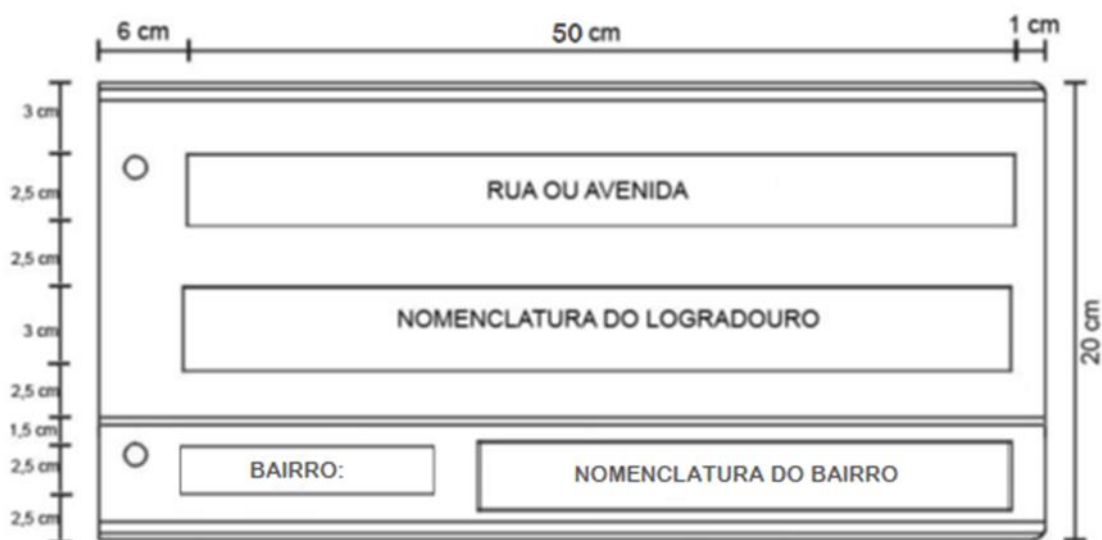 6 cm
50 cm
1 cm
3 cm
2,5 cm
RUA OU AVENIDA
2,5 cm
3 cm
NOMENCLATURA DO LOGRADOURO
20 cm
2,5 cm
1,5 cm
2,5 cm
BAIRRO:
NOMENCLATURA DO BAIRRO
2,5 cm